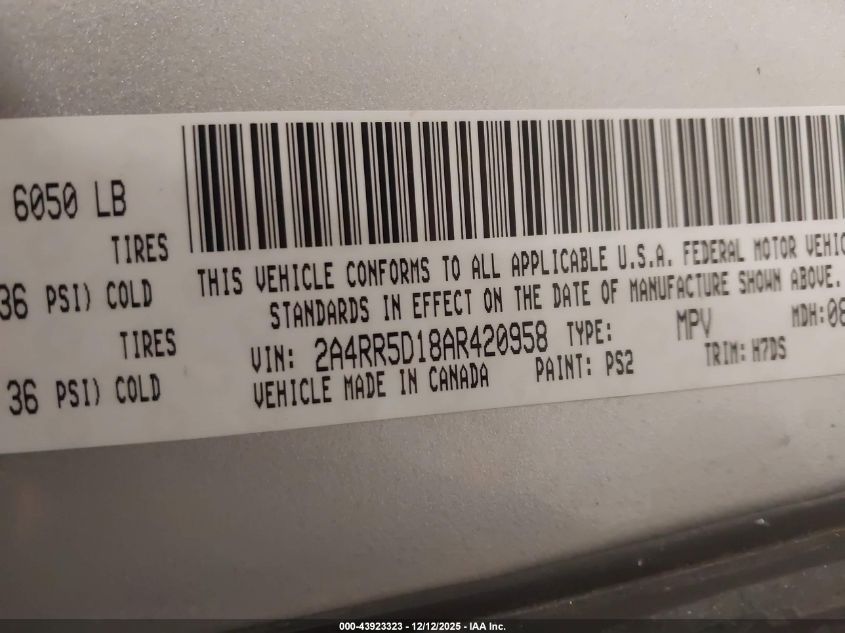 6050 LB
TIRES
36 PSI) COLD
TIRES
36 PSI) COLD
THIS VEHICLE CONFORMS TO ALL APPLICABLE U.S.A. FEDERAL MOTOR VEHIC
STANDARDS IN EFFECT ON THE DATE OF MANUFACTURE SHOWN ABOVE.
VIN: 2A4RR5D18AR420958 TYPE: MPV MDH:08
VEHICLE MADE IN CANADA PAINT: PS2 TRIM: H7DS
000-43923323 - 12/12/2025 - IAA Inc.